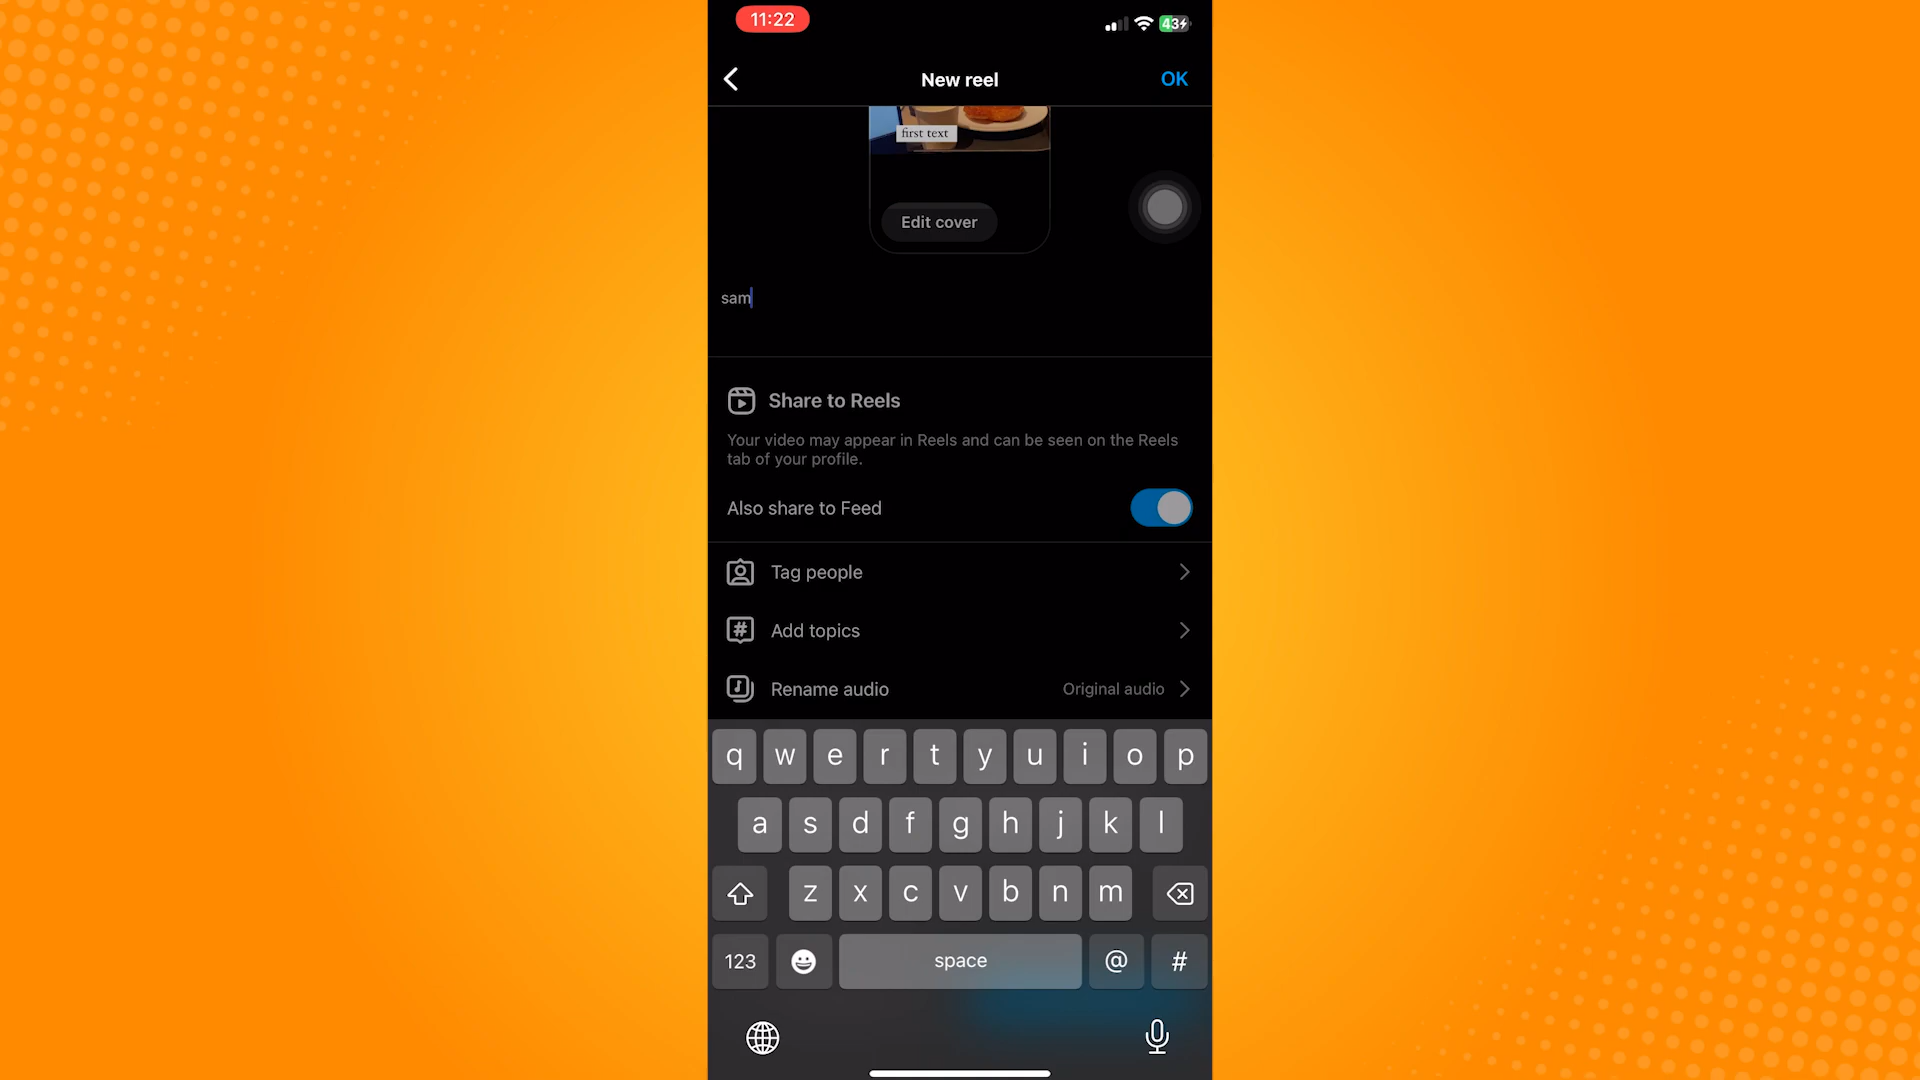 11:22
43
New reel
OK
first text
Edit cover
sam
Share to Reels
Your video may appear in Reels and can be seen on the Reels
tab of your profile.
Also share to Feed
Tag people
Add topics
Rename audio
Original audio
q w e r t y u i o p
a s d f g h j k l
z x c v b n m
123
space
@
#